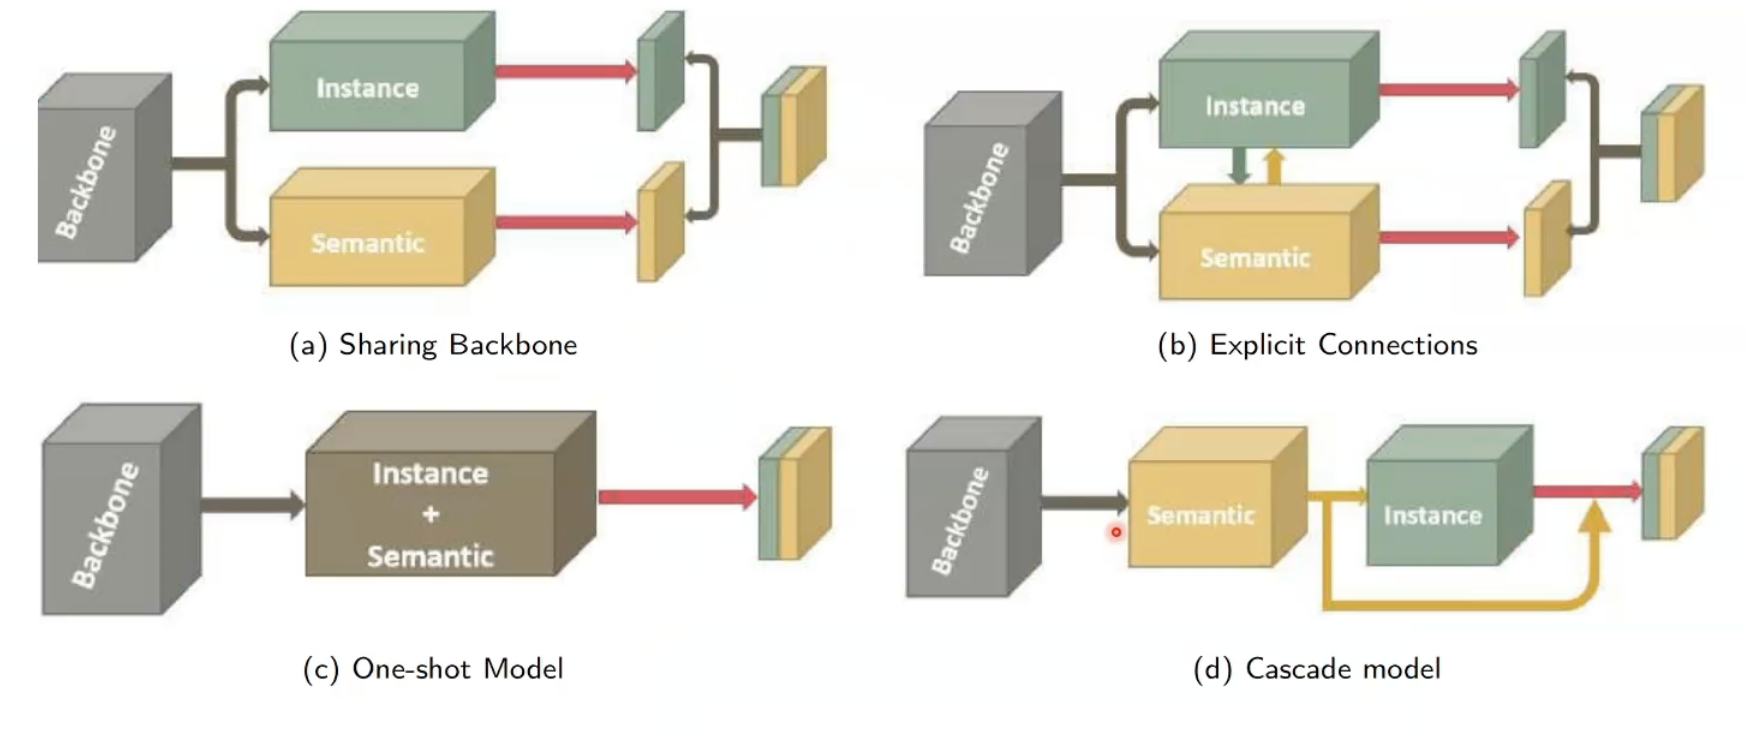 Backbone
Instance
Semantic
(a) Sharing Backbone
Backbone
Instance
Semantic
(b) Explicit Connections
Backbone
Instance
+
Semantic
(c) One-shot Model
Backbone
Semantic
Instance
(d) Cascade model